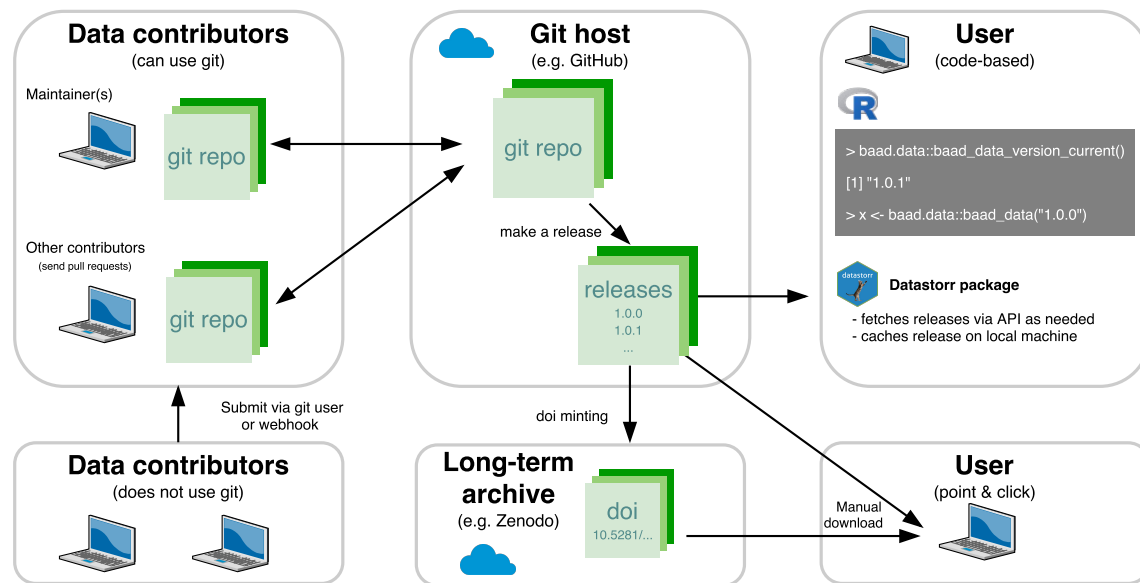 Data contributors
(can use git)
Maintainer(s)
git repo
Other contributors
(send pull requests)
git repo
Submit via git user
or webhook
Data contributors
(does not use git)
Git host
(e.g. GitHub)
git repo
make a release
releases
1.0.0
1.0.1
...
doi minting
Long-term
archive
(e.g. Zenodo)
doi
10.5281/...
User
(code-based)
R
> baad.data::baad_data_version_current()
[1] "1.0.1"
> x <- baad.data::baad_data("1.0.0")
datastorr
Datastorr package
- fetches releases via API as needed
- caches release on local machine
User
(point & click)
Manual
download